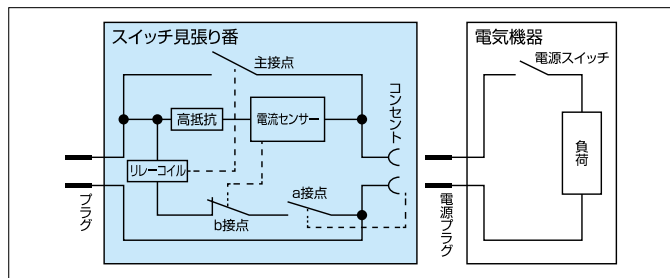 スイッチ見張り番
電気機器
主接点
電源スイッチ
コンセント
高抵抗
電流センサー
負荷
リレーコイル
a接点
b接点
プラグ
電源プラグ